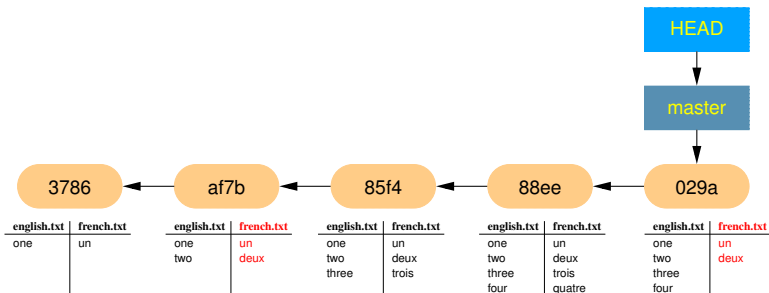 HEAD
master
3786 af7b 85f4 88ee 029a
english.txt french.txt english.txt french.txt english.txt french.txt english.txt french.txt english.txt french.txt
one un one un one un one un one un
two deux two deux two deux two deux
three trois three trois three
four quatre four